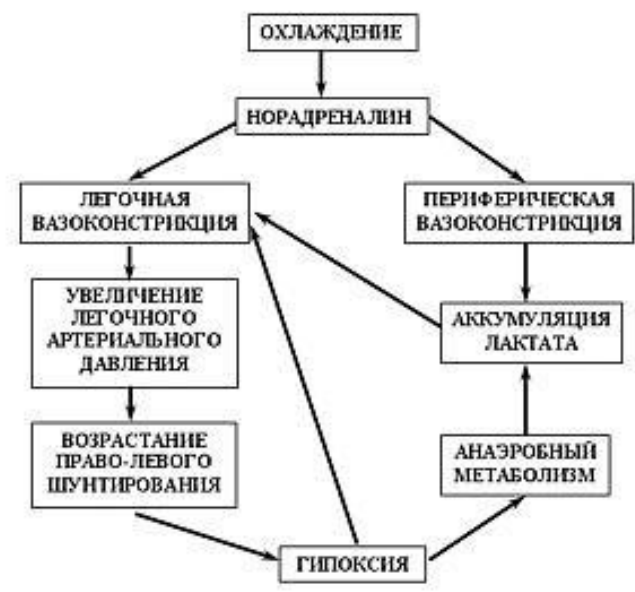 ОХЛАЖДЕНИЕ
НОРАДРЕНАЛИН
ЛЕГОЧНАЯ
ВАЗОКОНСТРИКЦИЯ
ПЕРИФЕРИЧЕСКАЯ
ВАЗОКОНСТРИКЦИЯ
УВЕЛИЧЕНИЕ
ЛЕГОЧНОГО
АРТЕРИАЛЬНОГО
ДАВЛЕНИЯ
АККУМУЛЯЦИЯ
ЛАКТАТА
ВОЗРАСТАНИЕ
ПРАВО-ЛЕВОГО
ШУНТИРОВАНИЯ
АНАЭРОБНЫЙ
МЕТАБОЛИЗМ
ГИПОКСИЯ